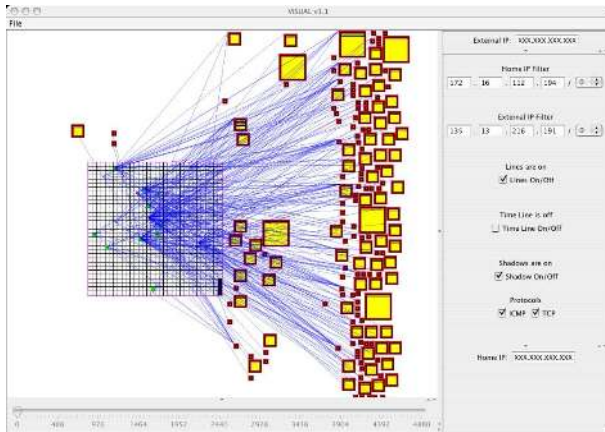 VISUAL v1.1
File
External IP: XXX.XXX.XXX.XXX
Home IP Filter
172 . 16 . 112 . 194 /
External IP Filter
135 . 13 . 216 . 191 /
Lines are on
Lines On/Off
Time Line is off
Time Line On/Off
Shadows are on
Shadow On/Off
Protocols
ICMP TCP
Home IP: XXX.XXX.XXX.XXX
0 488 976 1464 1952 2440 2928 3416 3904 4392 4880